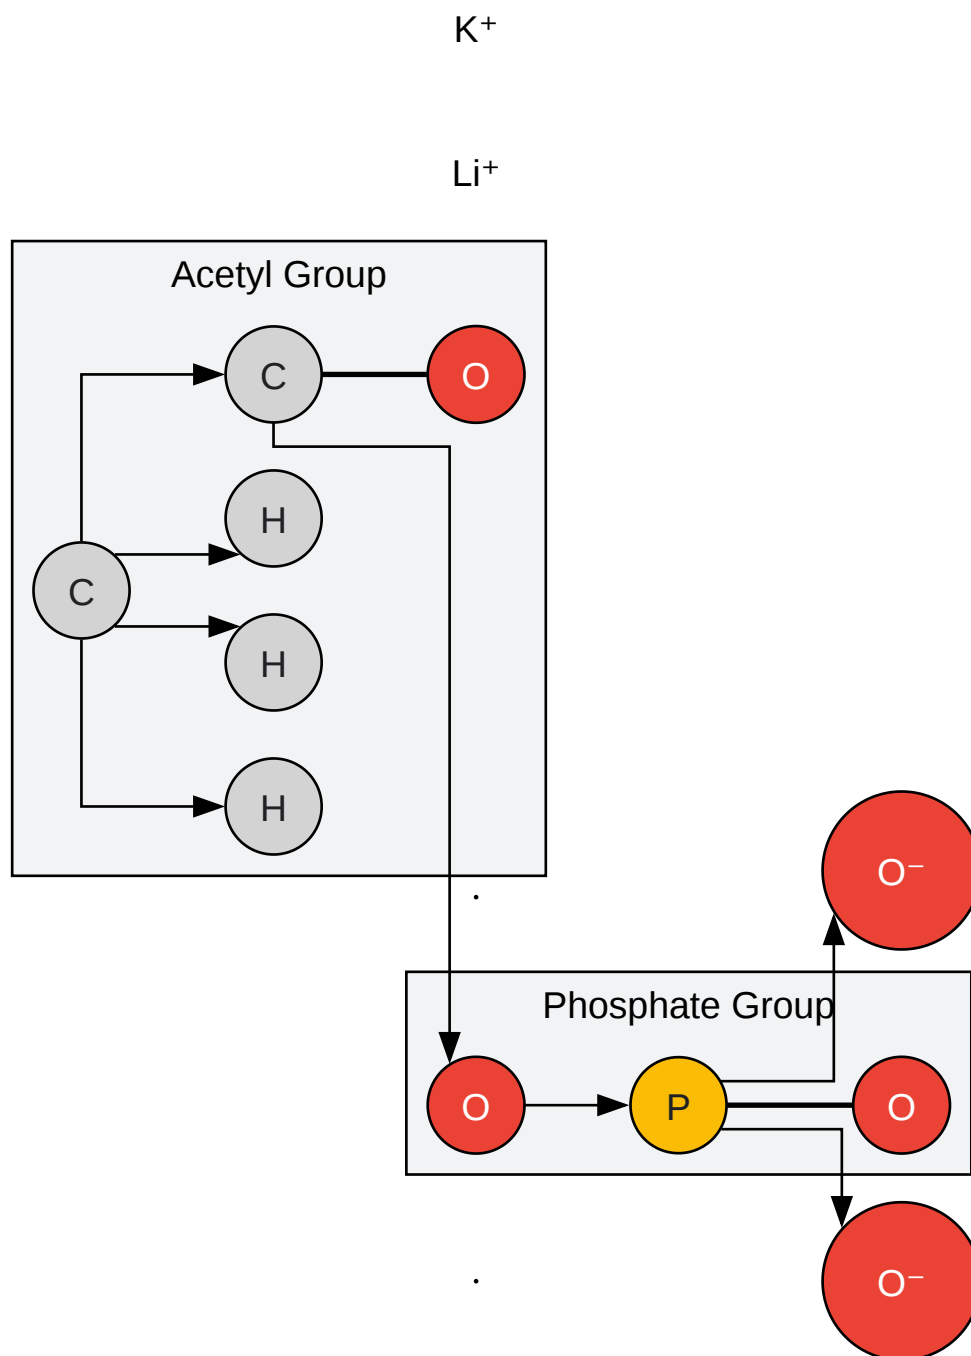 K⁺
Li⁺
Acetyl Group
C
O
H
C
H
H
O⁻
Phosphate Group
O
P
O
.
O⁻
.